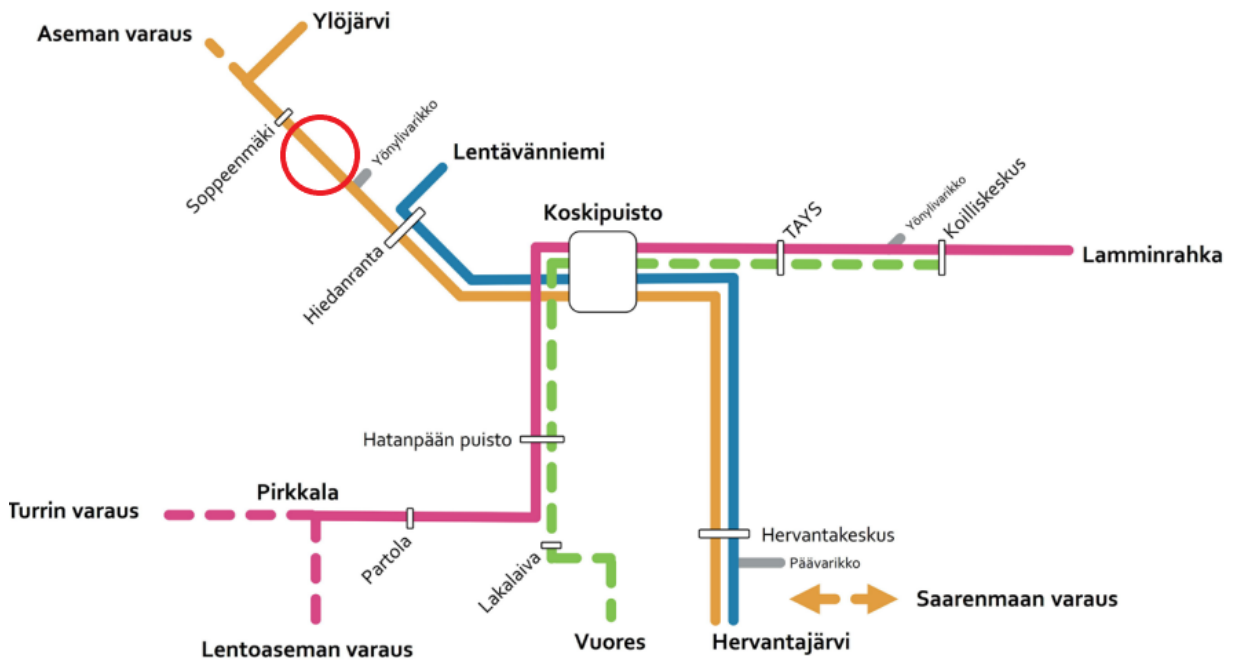 Aseman varaus
Ylöjärvi
Soppeenmäki
Yönylivarikko
Lentävänniemi
Hiedanranta
Koskipuisto
TAYS
Yönylivarikko
Koilliskeskus
Lamminrahka
Hatanpään puisto
Turrin varaus
Pirkkala
Partola
Lakalaiva
Hervantakeskus
Päävarikko
Saarenmaan varaus
Lentoaseman varaus
Vuores
Hervantajärvi